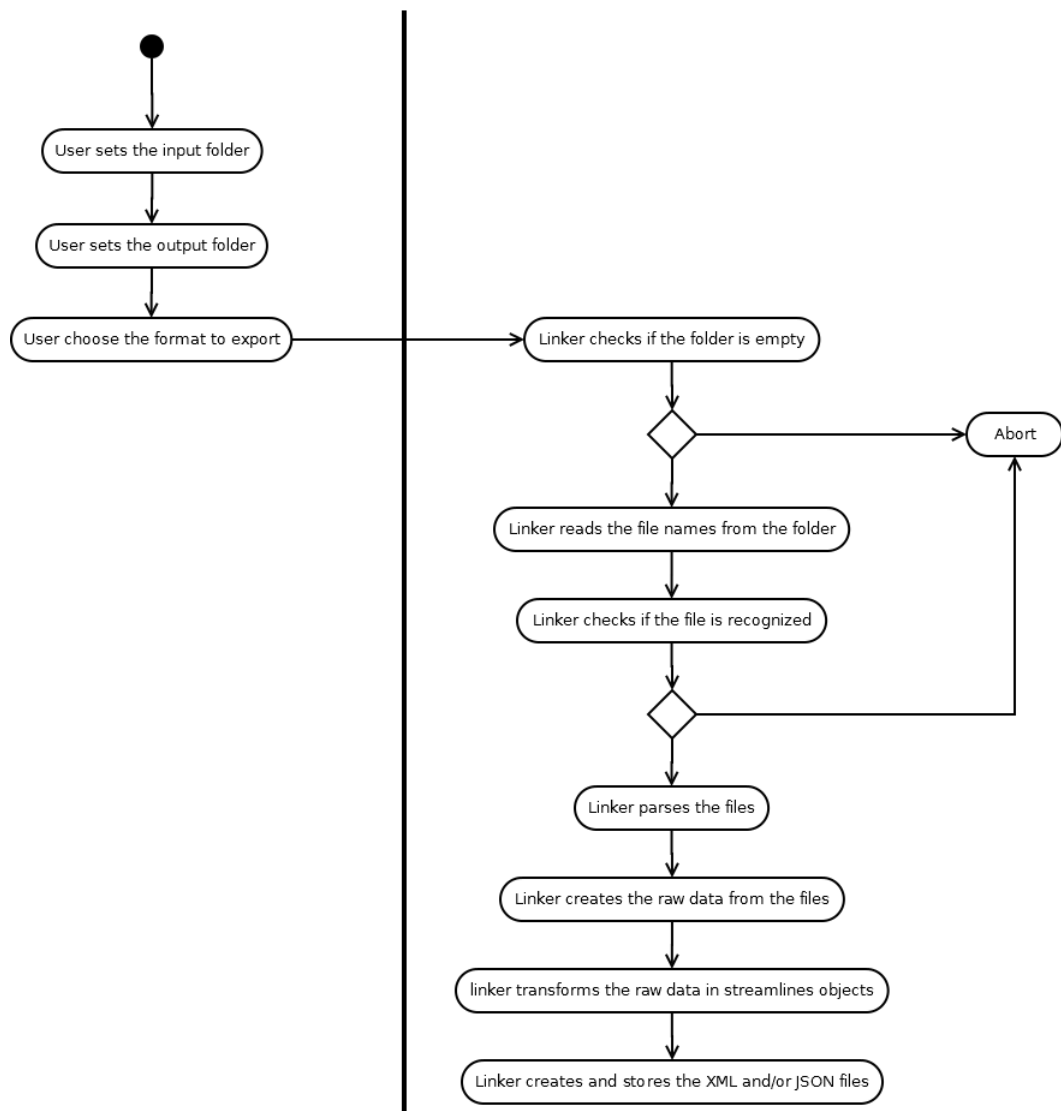 User sets the input folder
User sets the output folder
User choose the format to export
Linker checks if the folder is empty
Abort
Linker reads the file names from the folder
Linker checks if the file is recognized
Linker parses the files
Linker creates the raw data from the files
linker transforms the raw data in streamlines objects
Linker creates and stores the XML and/or JSON files